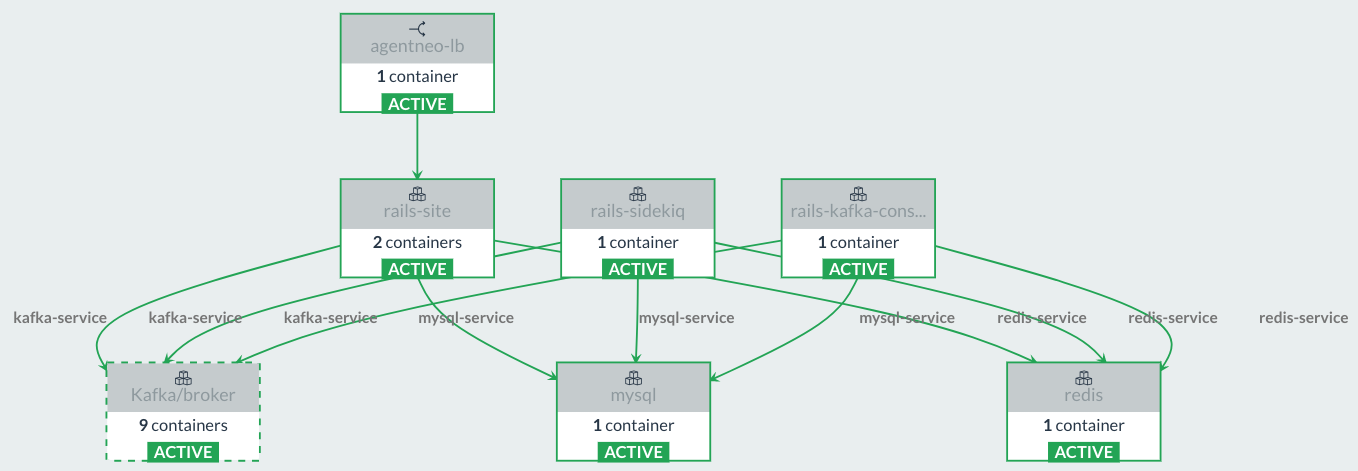 agentneo-lb
1 container
ACTIVE
rails-site
2 containers
ACTIVE
rails-sidekiq
1 container
ACTIVE
rails-kafka-cons...
1 container
ACTIVE
kafka-service
kafka-service
kafka-service
mysql-service
mysql-service
mysql-service
redis-service
redis-service
redis-service
Kafka/broker
9 containers
ACTIVE
mysql
1 container
ACTIVE
redis
1 container
ACTIVE